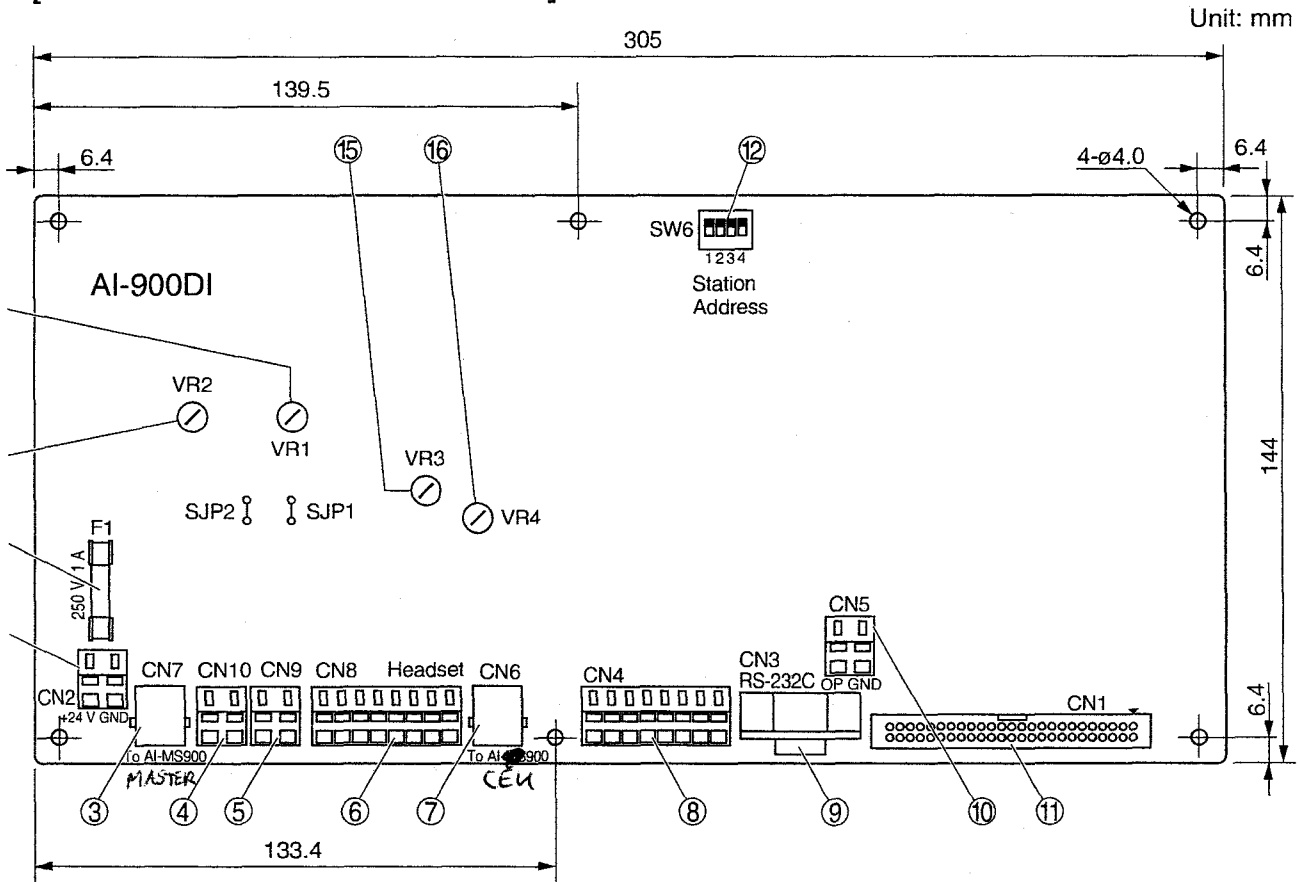 Unit: mm
305
139.5
6.4
⑮
⑯
⑫
4-ø4.0
6.4
SW6
1234
6.4
Station
Address
AI-900DI
VR2
VR1
VR3
144
SJP2
SJP1
VR4
F1
250 V 1 A
CN5
CN7
CN10
CN9
CN8
Headset
CN6
CN4
CN3
RS-232C
OP GND
CN2
+24 V GND
CN1
6.4
To AI-MS900
MASTER
CEU
③
④
⑤
⑥
⑦
⑧
⑨
⑩
⑪
133.4